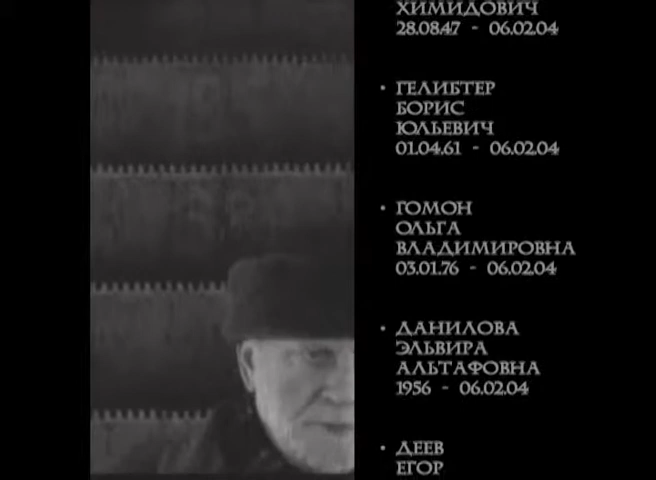 ХИМИДОВИЧ
28.08.47 - 06.02.04
• ГЕЛИБТЕР
БОРИС
ЮЛЬЕВИЧ
01.04.61 - 06.02.04
• ГОМОН
ОЛЬГА
ВЛАДИМИРОВНА
03.01.76 - 06.02.04
• ДАНИЛОВА
ЭЛЬВИРА
АЛЬТАФОВНА
1956 - 06.02.04
• ДЕЕВ
ЕГОР